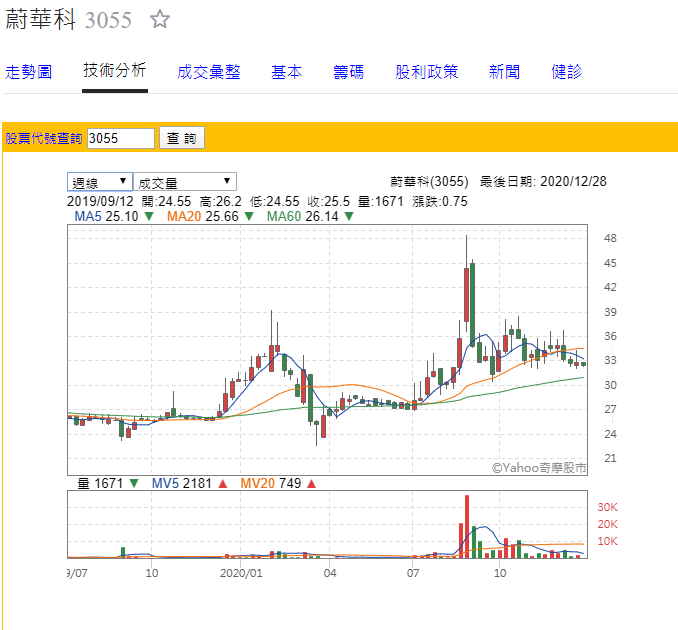 蔚華科 3055 ☆
走勢圖 技術分析 成交彙整 基本 籌碼 股利政策 新聞 健診
股票代號查詢 3055 查 詢
週線 ▼ 成交量 ▼ 蔚華科(3055) 最後日期: 2020/12/28
2019/09/12 開:24.55 高:26.2 低:24.55 收:25.5 量:1671 漲跌:0.75
MA5 25.10 ▼ MA20 25.66 ▼ MA60 26.14 ▼
48
45
42
39
36
33
30
27
24
21
©Yahoo奇摩股市
量 1671 ▼ MV5 2181 ▲ MV20 749 ▲
30K
20K
10K
9/07 10 2020/01 04 07 10